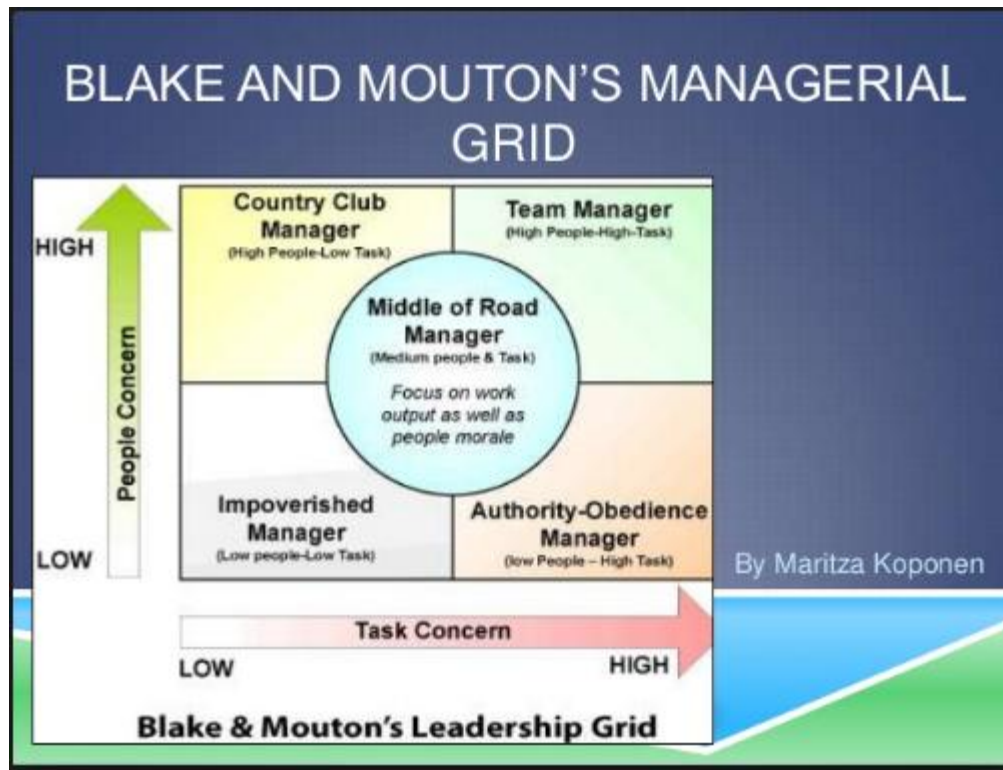 BLAKE AND MOUTON'S MANAGERIAL
GRID
HIGH
People Concern
LOW
Country Club
Manager
(High People-Low Task)
Team Manager
(High People-High-Task)
Middle of Road
Manager
(Medium people & Task)
Focus on work
output as well as
people morale
Impoverished
Manager
(Low people-Low Task)
Authority-Obedience
Manager
(low People – High Task)
By Maritza Koponen
Task Concern
LOW
HIGH
Blake & Mouton's Leadership Grid